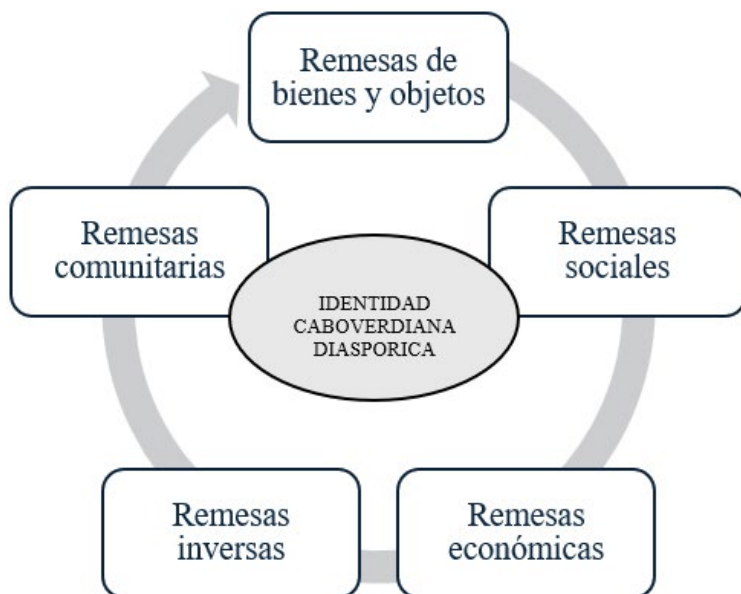 Remesas de
bienes y objetos
Remesas
comunitarias
Remesas
sociales
IDENTIDAD
CABOVERDIANA
DIASPORICA
Remesas
inversas
Remesas
económicas